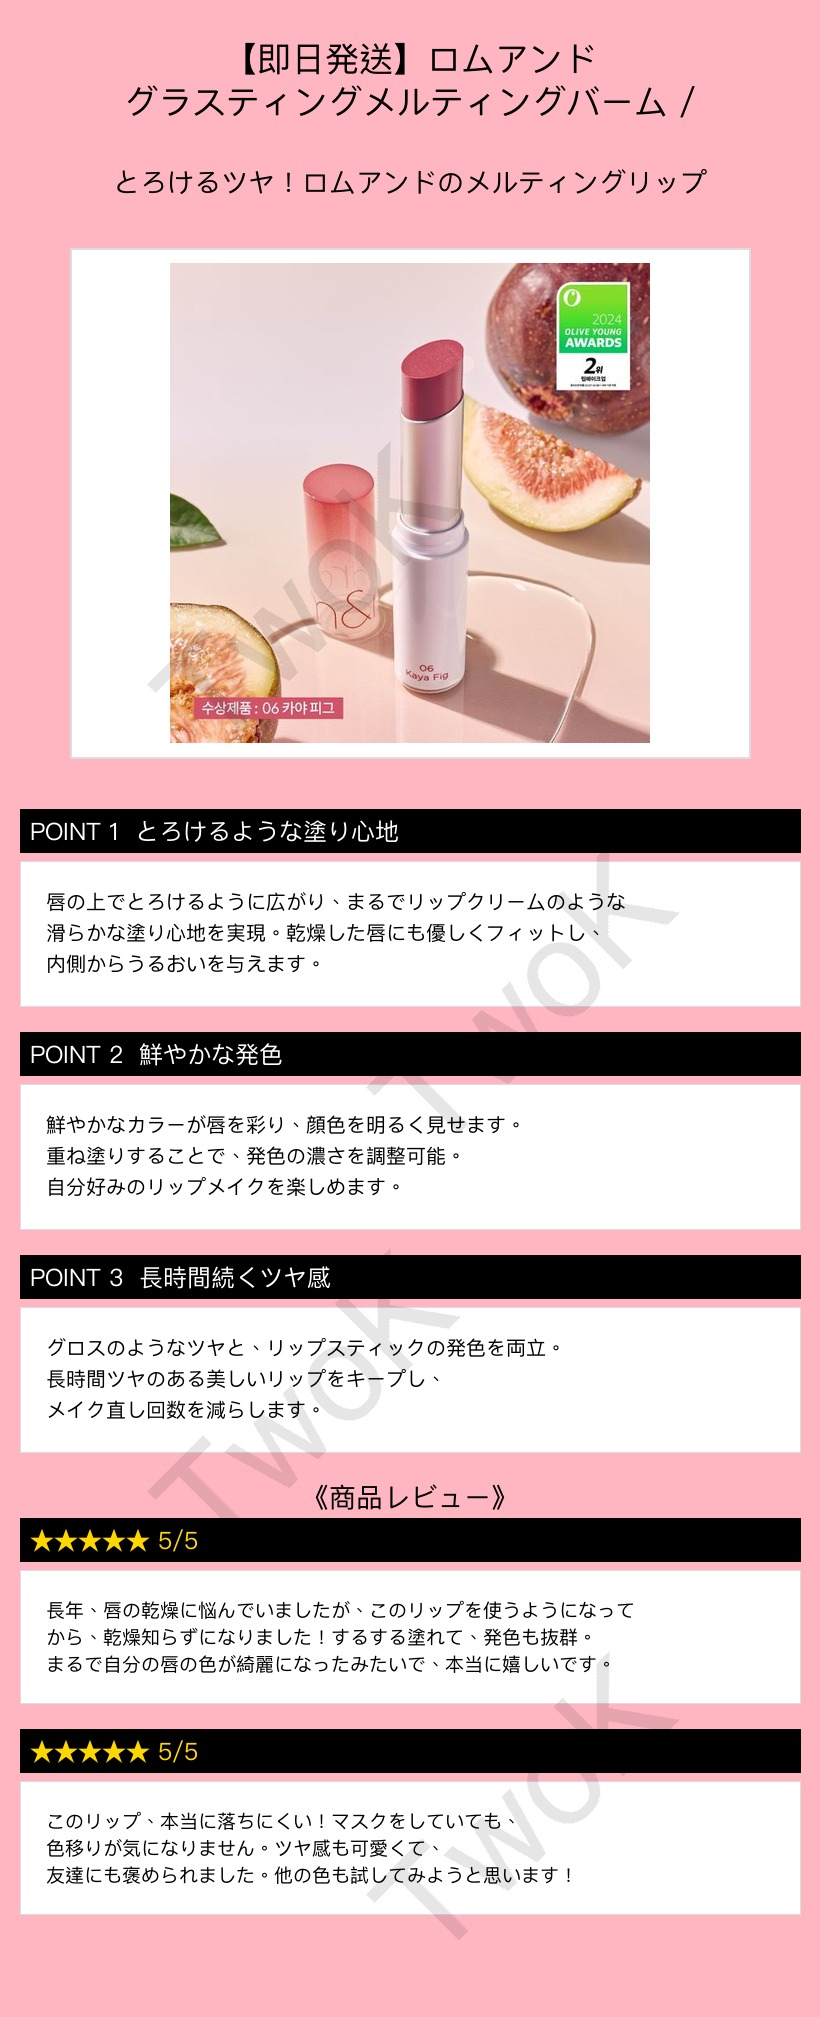 【即日発送】ロムアンド
グラスティングメルティングバーム /
とろけるツヤ！ロムアンドのメルティングリップ
2024
OLIVE YOUNG
AWARDS
2위
립메이크업
06
Kaya Fig
수상제품 : 06 카야 피그
POINT 1 とろけるような塗り心地
唇の上でとろけるように広がり、まるでリップクリームのような
滑らかな塗り心地を実現。乾燥した唇にも優しくフィットし、
内側からうるおいを与えます。
POINT 2 鮮やかな発色
鮮やかなカラーが唇を彩り、顔色を明るく見せます。
重ね塗りすることで、発色の濃さを調整可能。
自分好みのリップメイクを楽しめます。
POINT 3 長時間続くツヤ感
グロスのようなツヤと、リップスティックの発色を両立。
長時間ツヤのある美しいリップをキープし、
メイク直し回数を減らします。
《商品レビュー》
★★★★★ 5/5
長年、唇の乾燥に悩んでいましたが、このリップを使うようになって
から、乾燥知らずになりました！するする塗れて、発色も抜群。
まるで自分の唇の色が綺麗になったみたいで、本当に嬉しいです。
★★★★★ 5/5
このリップ、本当に落ちにくい！マスクをしていても、
色移りが気になりません。ツヤ感も可愛くて、
友達にも褒められました。他の色も試してみようと思います！
TwoK
TwoK
TwoK
TwoK